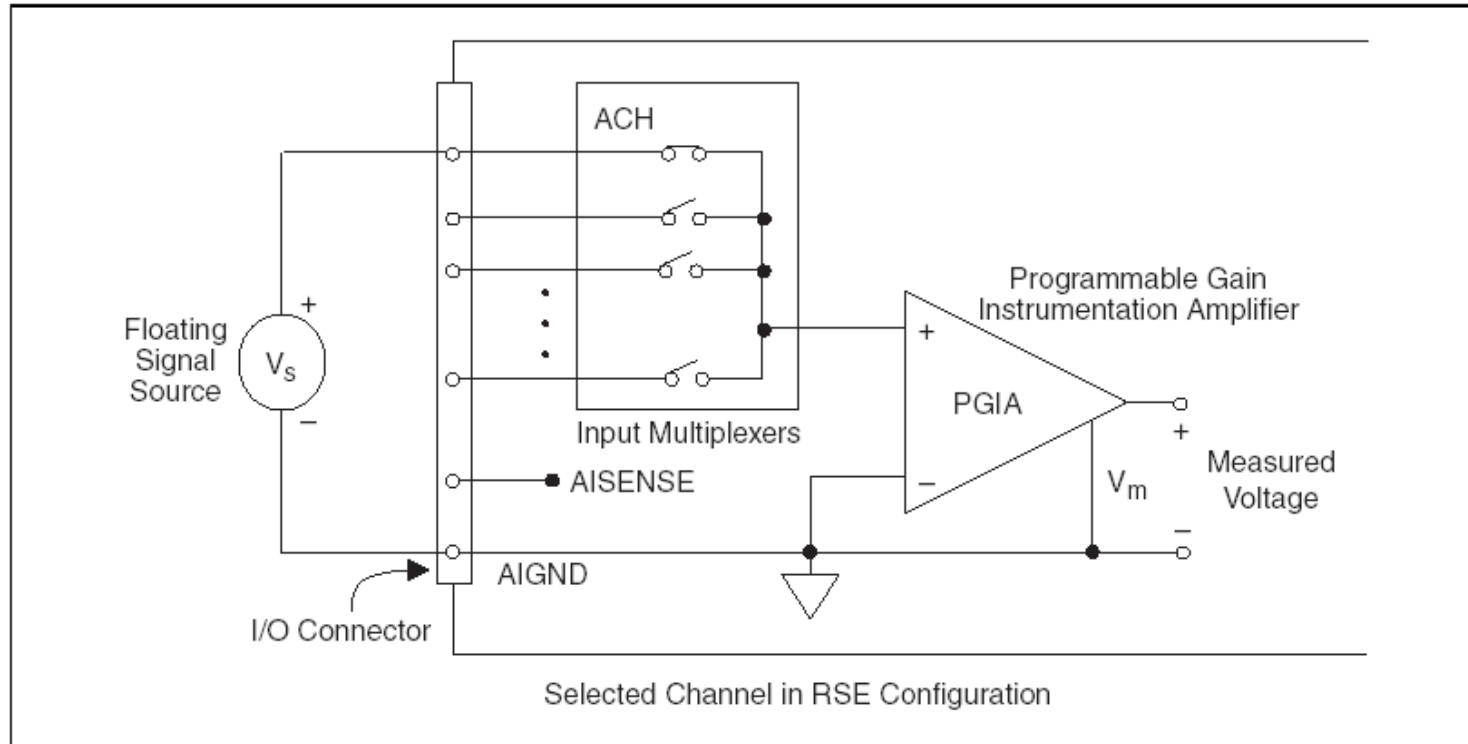 ACH
+
Floating
Signal
Source
Vs
−
Input Multiplexers
AISENSE
AIGND
I/O Connector
Programmable Gain
Instrumentation Amplifier
+
PGIA
−
+
Vm
Measured
Voltage
−
Selected Channel in RSE Configuration